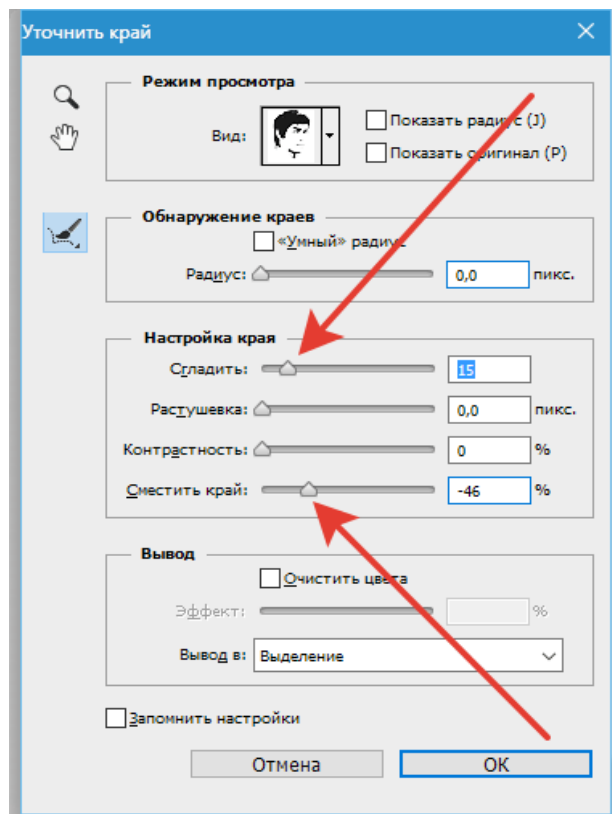 Уточнить край
Режим просмотра
Вид:
Показать радиус (J)
Показать оригинал (P)
Обнаружение краев
«Умный» радиус
Радиус: 0,0 пикс.
Настройка края
Сгладить: 15
Растушевка: 0,0 пикс.
Контрастность: 0 %
Сместить край: -46 %
Вывод
Очистить цвета
Эффект: %
Вывод в: Выделение
Запомнить настройки
Отмена OK